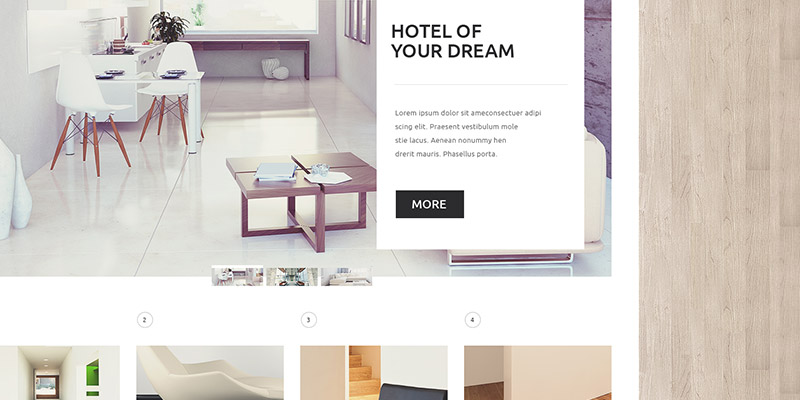 HOTEL OF
YOUR DREAM
Lorem ipsum dolor sit ameconsectuer adipi
scing elit. Praesent vestibulum mole
stie lacus. Aenean nonummy hen
drerit mauris. Phasellus porta.
MORE
2
3
4